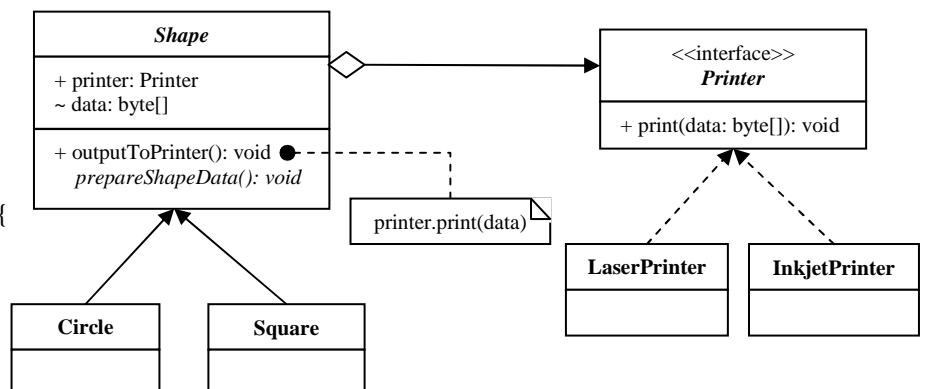 Shape
+ printer: Printer
~ data: byte[]
+ outputToPrinter(): void
prepareShapeData(): void
<<interface>>
Printer
+ print(data: byte[]): void
printer.print(data)
{
LaserPrinter
InkjetPrinter
Circle
Square